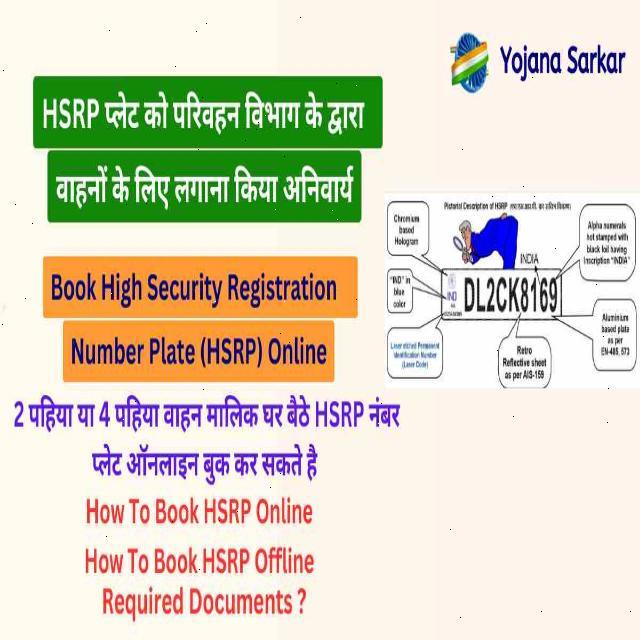 Yojana Sarkar
HSRP प्लेट को परिवहन विभाग के द्वारा
वाहनों के लिए लगाना किया अनिवार्य
Book High Security Registration
Number Plate (HSRP) Online
2 पहिया या 4 पहिया वाहन मालिक घर बैठे HSRP नंबर
प्लेट ऑनलाइन बुक कर सकते है
How To Book HSRP Online
How To Book HSRP Offline
Required Documents ?
Pictorial Description of HSRP
Chromium
based
Hologram
"IND" in
blue
color
Laser etched Permanent
Identification Number
(Laser Code)
INDIA
IND
DL2CK8169
Retro
Reflective sheet
as per AIS-159
Alpha numerals
hot stamped with
black foil having
inscription "INDIA"
Aluminium
based plate
as per